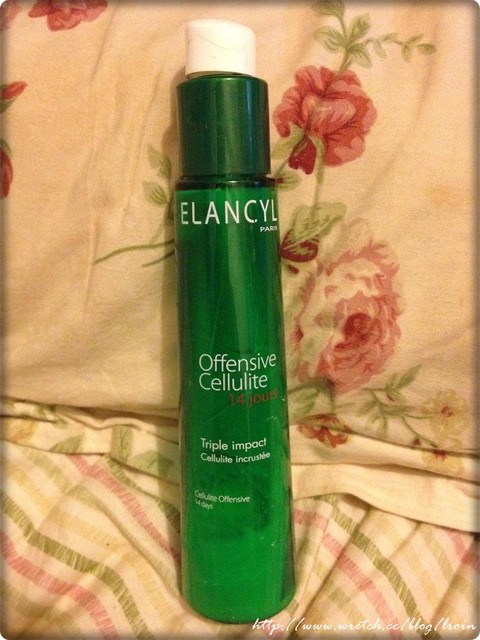 ELANCYL
PARIS
Offensive
Cellulite
14 jours
Triple impact
Cellulite incrustée
Cellulite Offensive
14 days
http://www.wretch.cc/blog/irorn